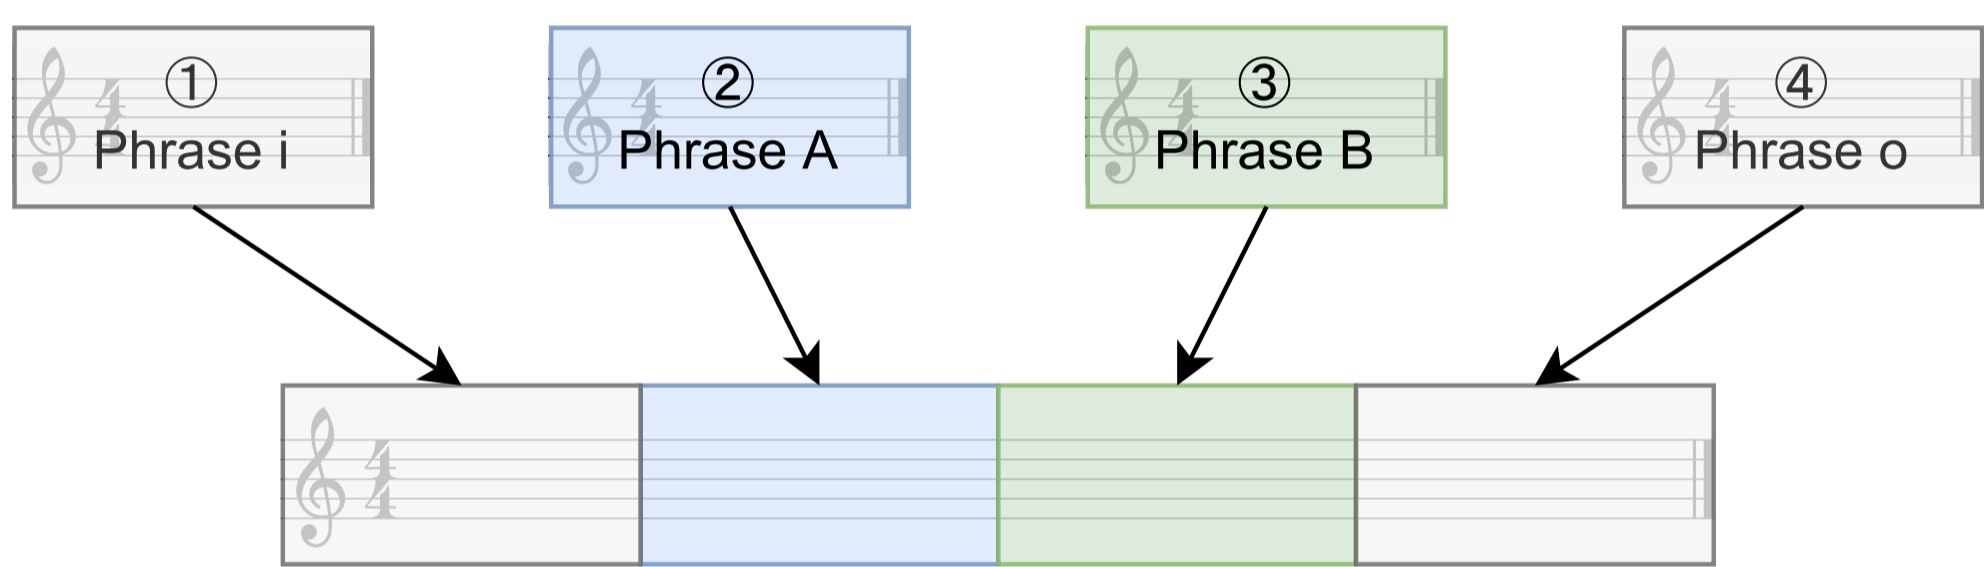 ①
Phrase i
②
Phrase A
③
Phrase B
④
Phrase o